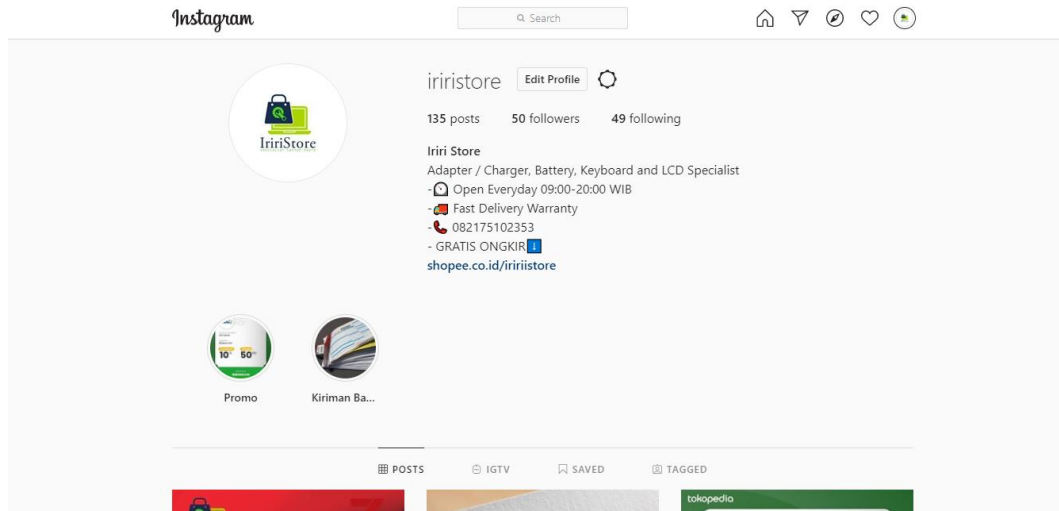 Instagram
Search
iriristore Edit Profile
135 posts 50 followers 49 following
Iriri Store
Adapter / Charger, Battery, Keyboard and LCD Specialist
- Open Everyday 09:00-20:00 WIB
- Fast Delivery Warranty
- 082175102353
- GRATIS ONGKIR
shopee.co.id/iririistore
IririStore
10 50
Promo Kiriman Ba...
POSTS IGTV SAVED TAGGED
tokopedia